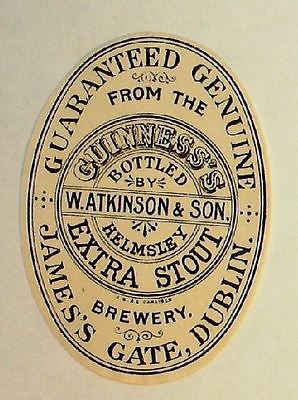 GUARANTEED GENUINE
FROM THE
GUINNESS'S
BOTTLED
BY
W. ATKINSON & SON.
HELMSLEY
EXTRA STOUT
BREWERY,
JAMES'S GATE, DUBLIN.